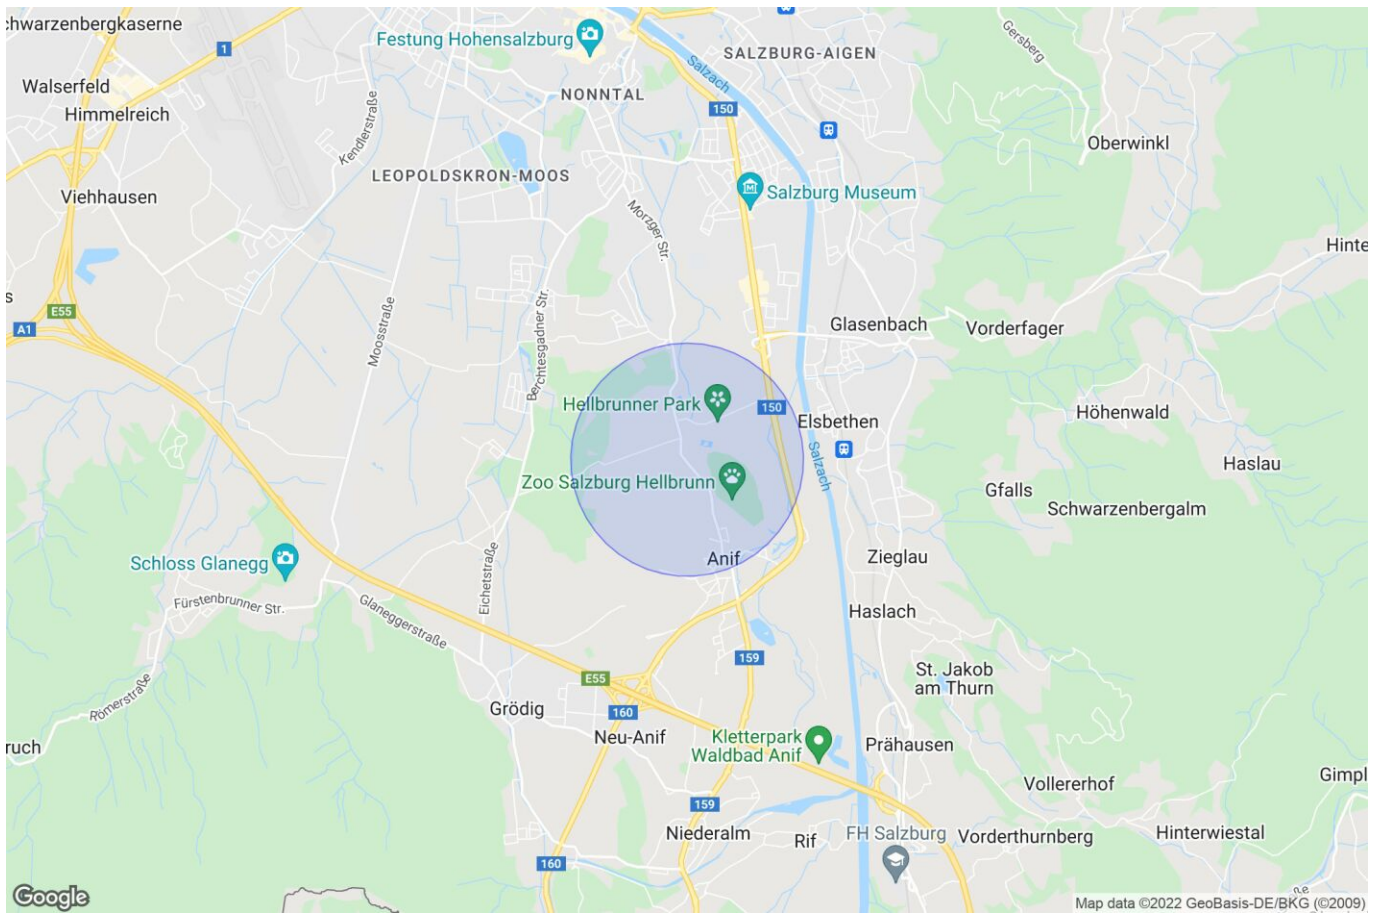 chwarzenbergkaserne
1
Festung Hohensalzburg
SALZBURG-AIGEN
Gersberg
Walserfeld
Himmelreich
Salzach
NONNTAL
150
Kendlerstraße
Oberwinkl
LEOPOLDSKRON-MOOS
Viehhausen
Salzburg Museum
Morzger Str.
Hinte
s
E55
A1
Moosstraße
Berchtesgadner Str.
Glasenbach
Vorderfager
Hellbrunner Park
150
Elsbethen
Höhenwald
Salzach
Haslau
Zoo Salzburg Hellbrunn
Gfalls
Schwarzenbergalm
Schloss Glanegg
Eichetstraße
Anif
Zieglau
Fürstenbrunner Str.
Glaneggerstraße
Haslach
159
St. Jakob
am Thurn
Römerstraße
E55
Grödig
160
Neu-Anif
Kletterpark
Waldbad Anif
Prähausen
ruch
Vollererhof
Gimpl
159
Niederalm
Rif
FH Salzburg
Vorderthurnberg
Hinterwiestal
160
Google
Map data ©2022 GeoBasis-DE/BKG (©2009)